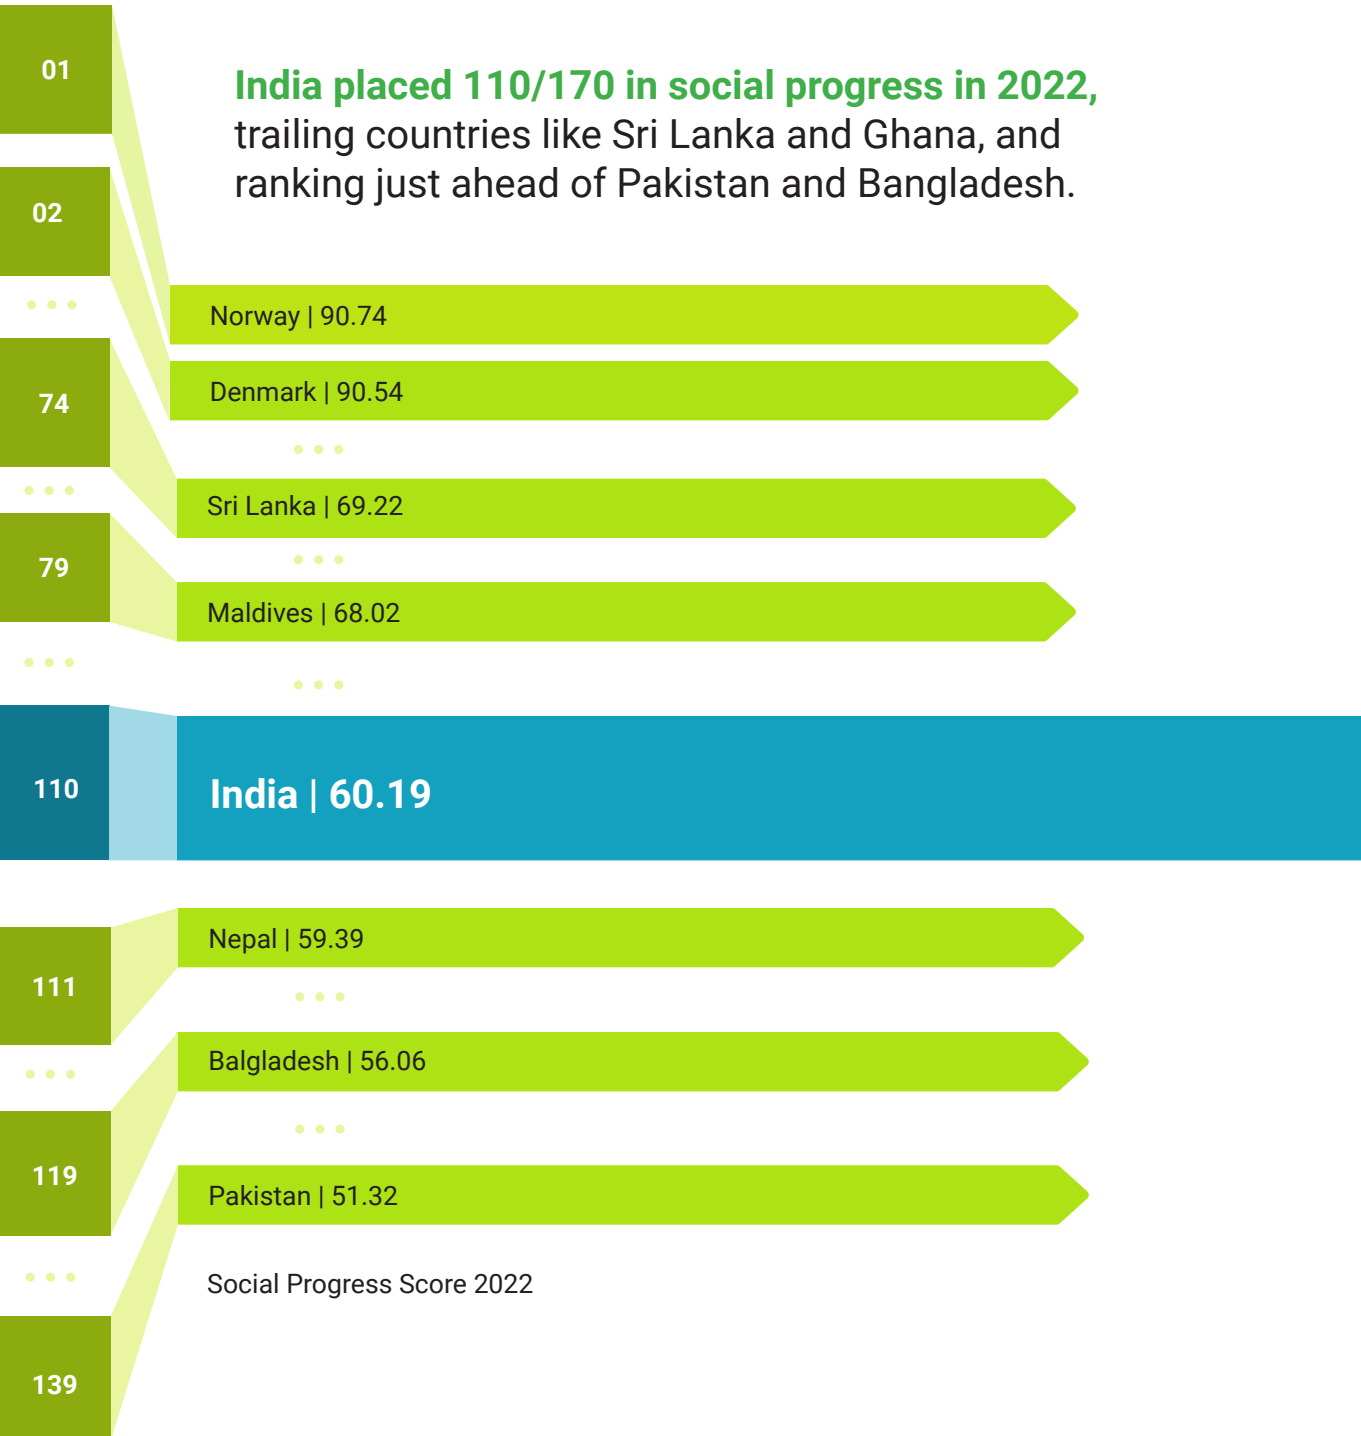 01
India placed 110/170 in social progress in 2022,
trailing countries like Sri Lanka and Ghana, and
ranking just ahead of Pakistan and Bangladesh.
02
Norway | 90.74
Denmark | 90.54
74
Sri Lanka | 69.22
79
Maldives | 68.02
110
India | 60.19
111
Nepal | 59.39
Balgladesh | 56.06
119
Pakistan | 51.32
Social Progress Score 2022
139